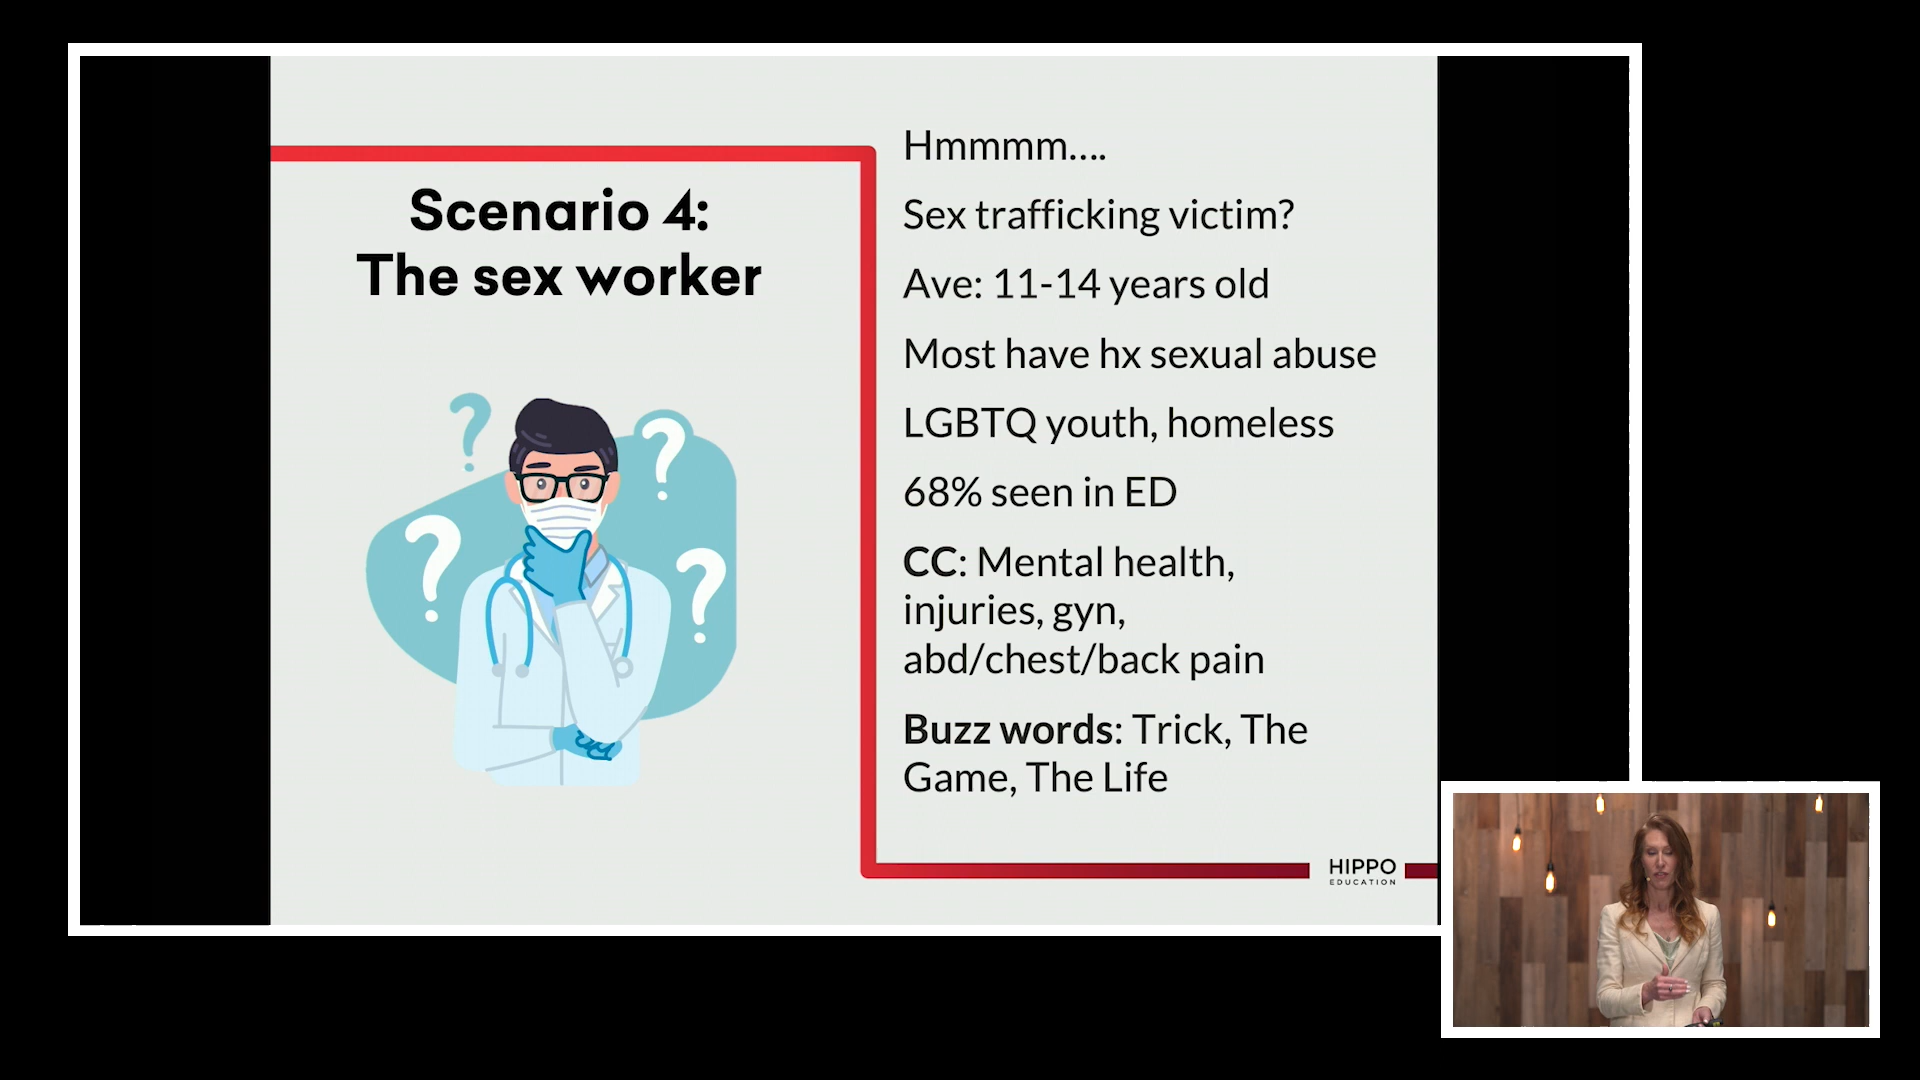 Scenario 4:
The sex worker
Hmmmm....
Sex trafficking victim?
Ave: 11-14 years old
Most have hx sexual abuse
LGBTQ youth, homeless
68% seen in ED
CC: Mental health,
injuries, gyn,
abd/chest/back pain
Buzz words: Trick, The
Game, The Life
HIPPO
EDUCATION